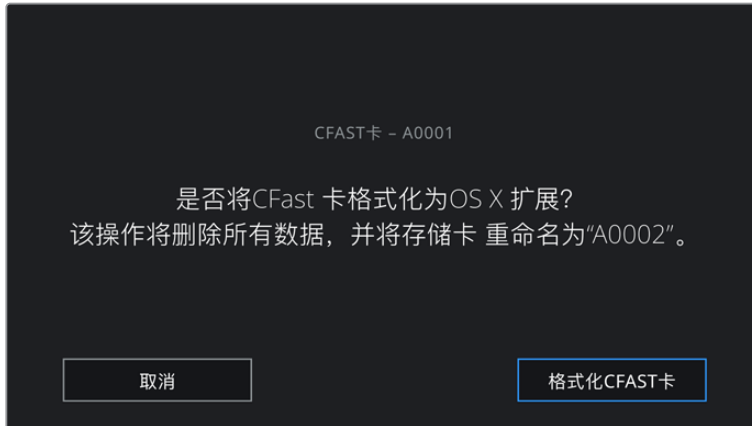 CFAST卡 – A0001
是否将CFast 卡格式化为OS X 扩展？
该操作将删除所有数据，并将存储卡 重命名为“A0002”。
取消
格式化CFAST卡